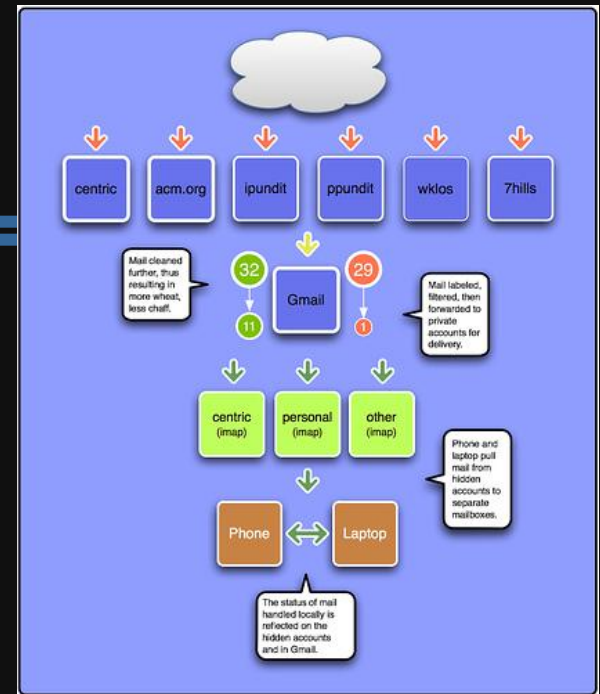 centric
acm.org
ipundit
ppundit
wklos
7hills
Mail cleaned
further, thus
resulting in
more wheat,
less chaff.
32
11
Gmail
29
1
Mail labeled,
filtered, then
forwarded to
private
accounts for
delivery.
centric
(imap)
personal
(imap)
other
(imap)
Phone and
laptop pull
mail from
hidden
accounts to
separate
mailboxes.
Phone
Laptop
The status of mail
handled locally is
reflected on the
hidden accounts
and in Gmail.